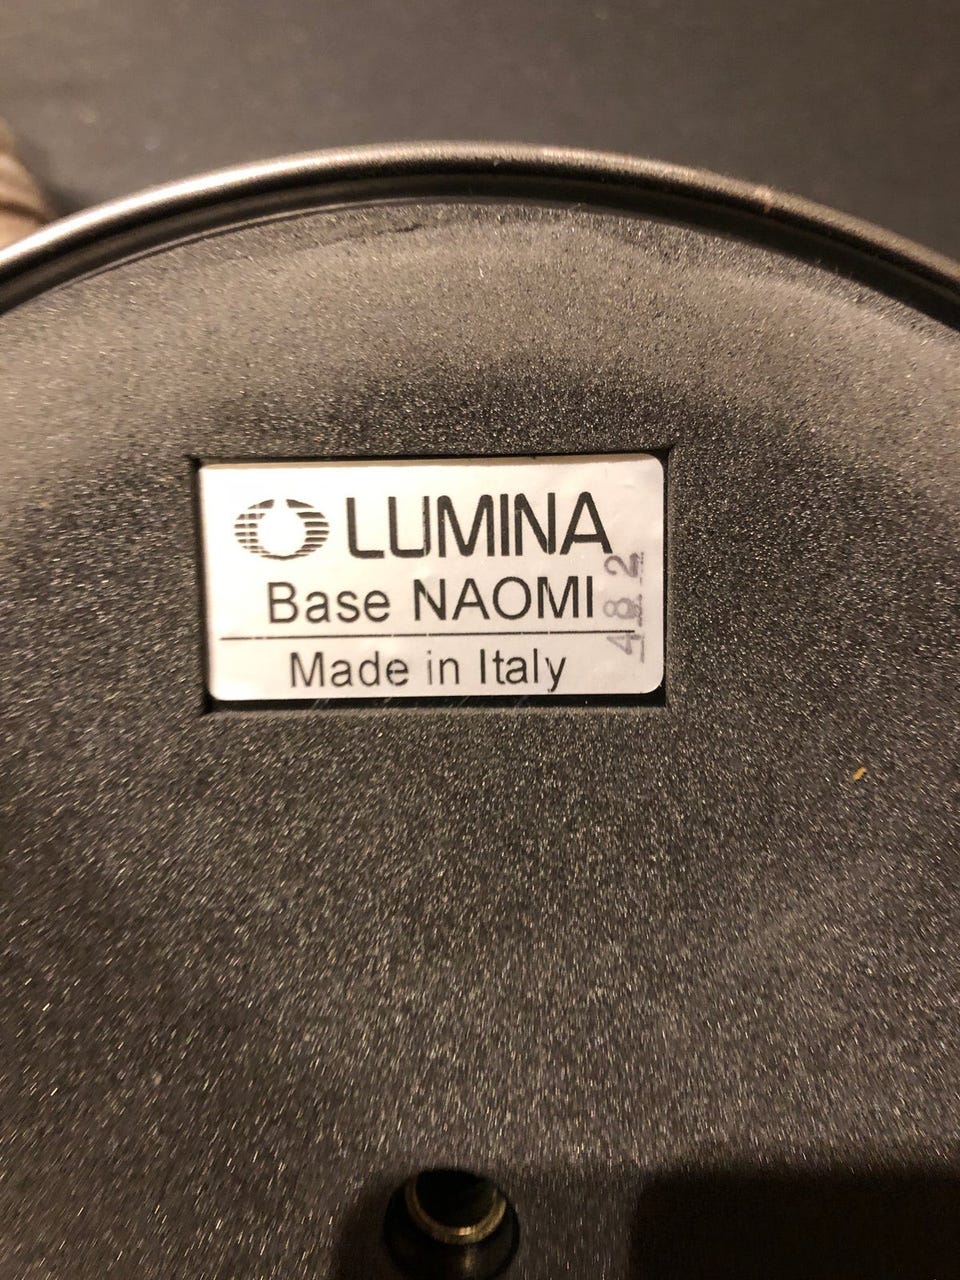 LUMINA
Base NAOMI
Made in Italy
482